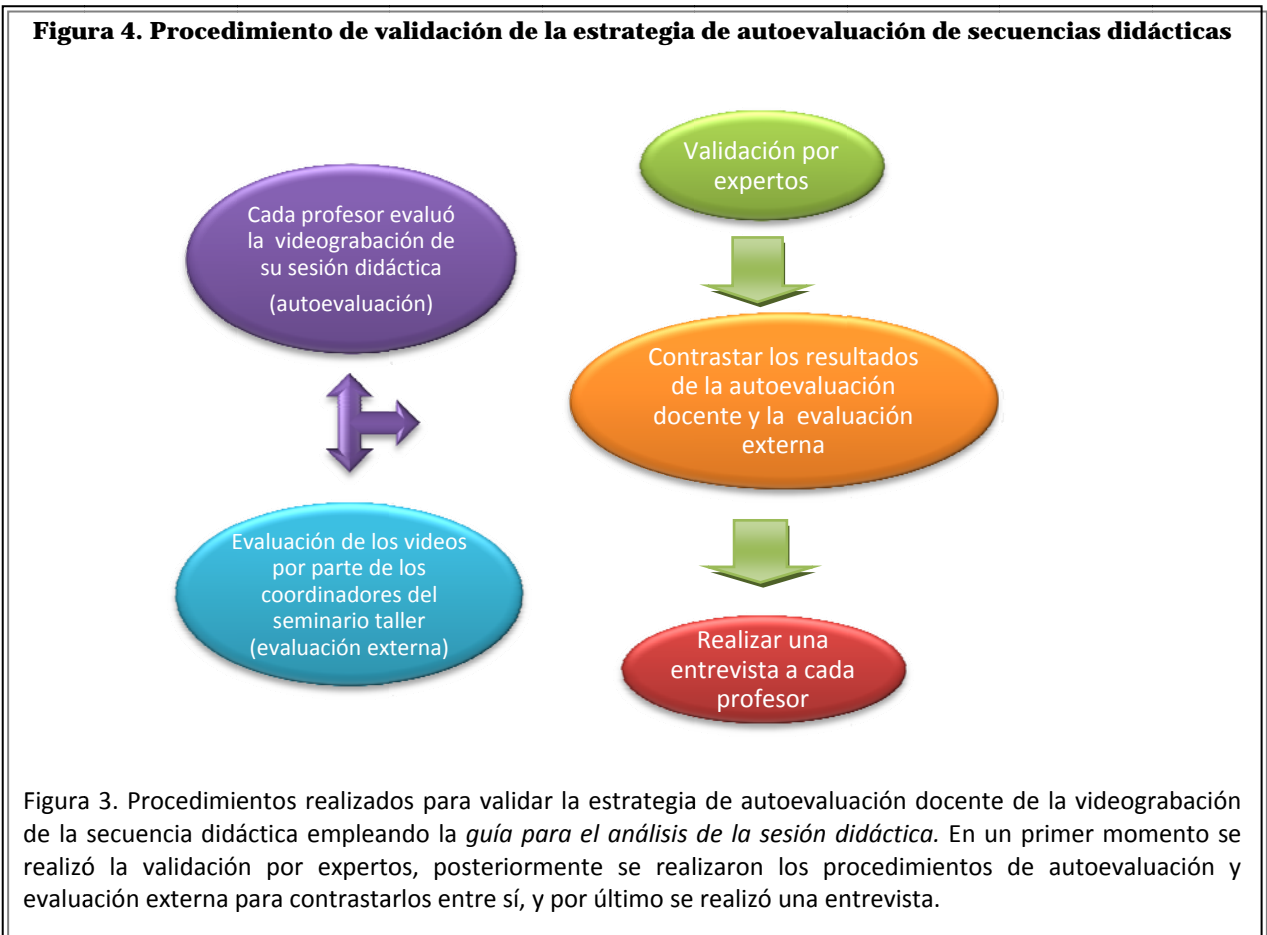 Figura 4. Procedimiento de validación de la estrategia de autoevaluación de secuencias didácticas
Validación por
expertos
Cada profesor evaluó
la videograbación de
su sesión didáctica
(autoevaluación)
Contrastar los resultados
de la autoevaluación
docente y la evaluación
externa
Evaluación de los videos
por parte de los
coordinadores del
seminario taller
(evaluación externa)
Realizar una
entrevista a cada
profesor
Figura 3. Procedimientos realizados para validar la estrategia de autoevaluación docente de la videograbación
de la secuencia didáctica empleando la guía para el análisis de la sesión didáctica. En un primer momento se
realizó la validación por expertos, posteriormente se realizaron los procedimientos de autoevaluación y
evaluación externa para contrastarlos entre sí, y por último se realizó una entrevista.